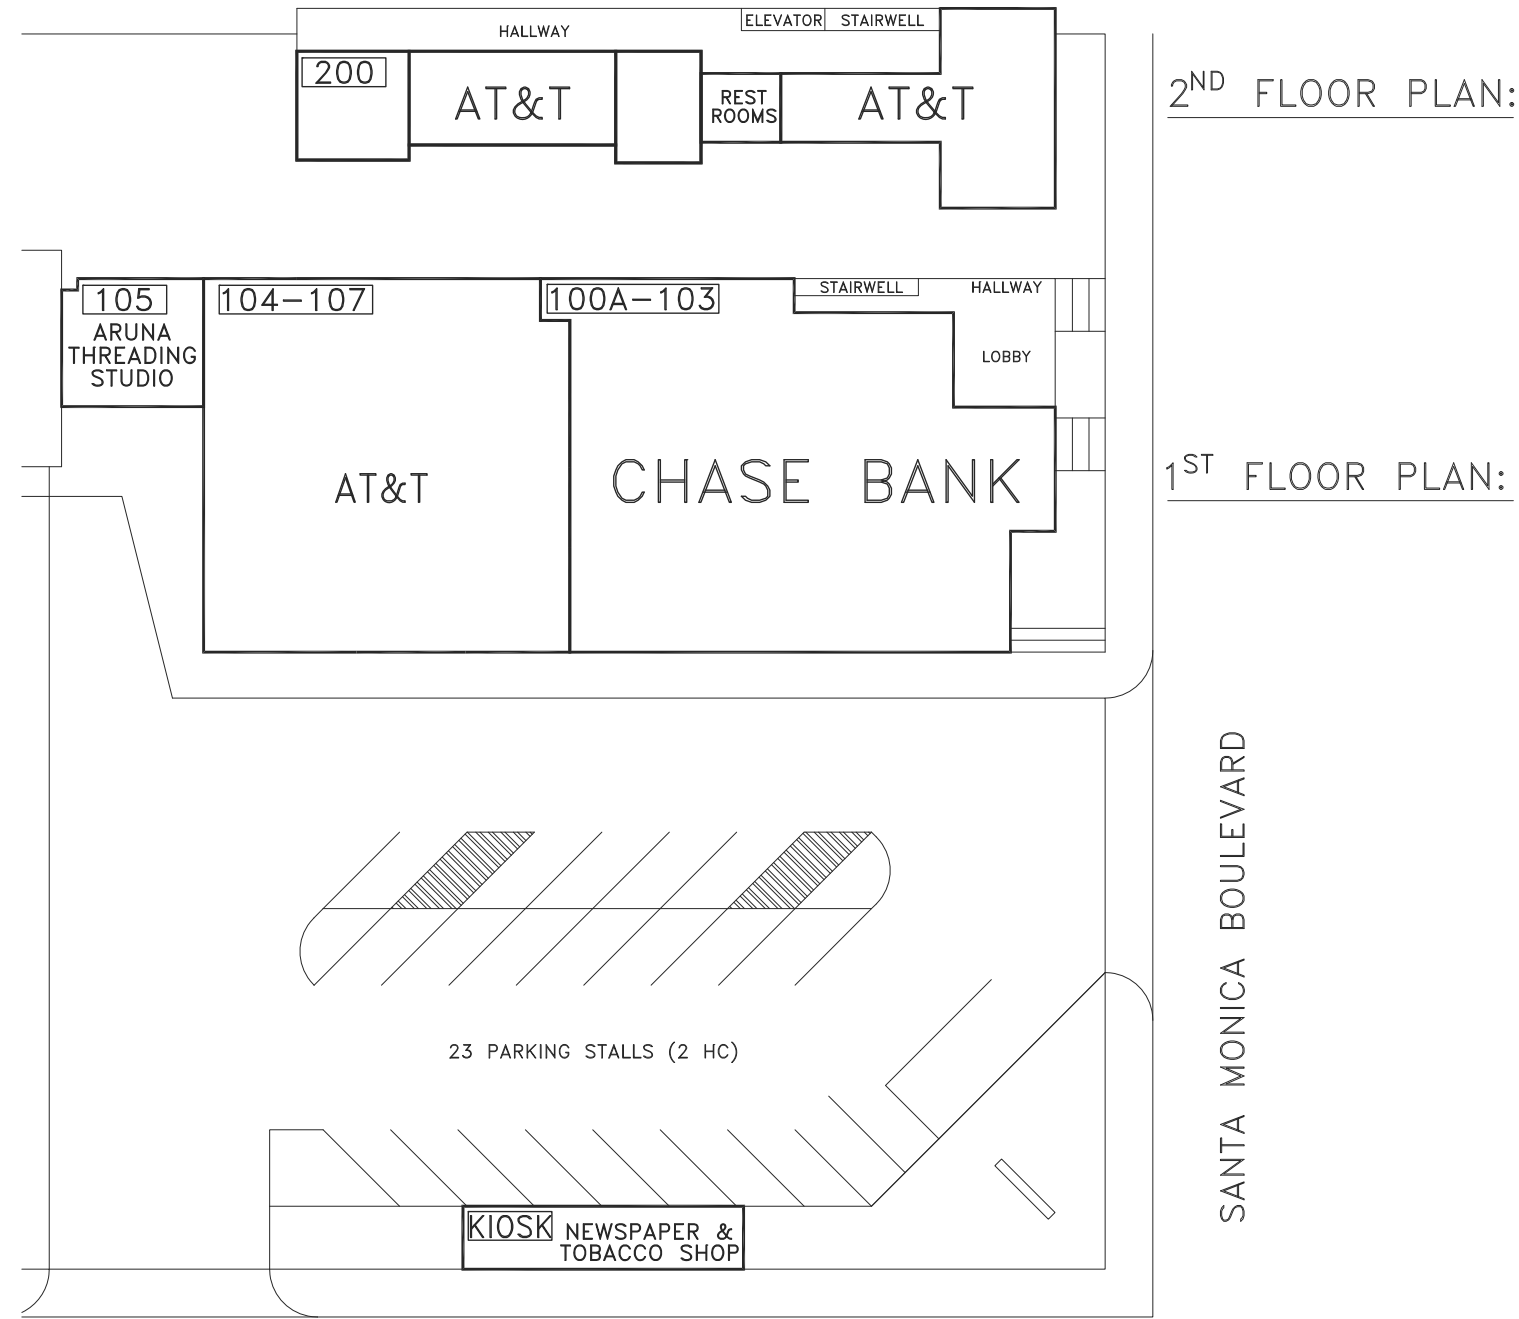 HALLWAY
ELEVATOR STAIRWELL
200
AT&T
REST
ROOMS
AT&T
2ND FLOOR PLAN:
105
ARUNA
THREADING
STUDIO
104-107
AT&T
100A-103
CHASE BANK
STAIRWELL
HALLWAY
LOBBY
1ST FLOOR PLAN:
SANTA MONICA BOULEVARD
23 PARKING STALLS (2 HC)
KIOSK
NEWSPAPER &
TOBACCO SHOP